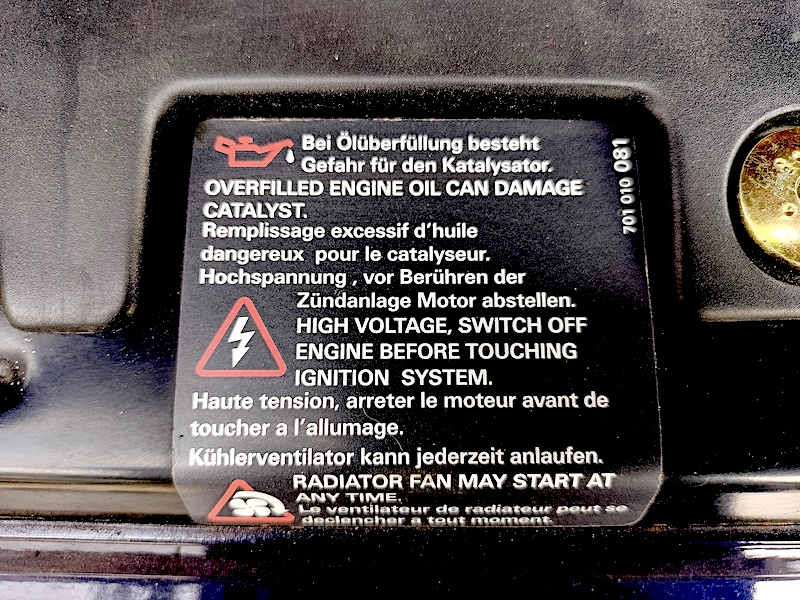 Bei Ölüberfüllung besteht
Gefahr für den Katalysator.
OVERFILLED ENGINE OIL CAN DAMAGE
CATALYST.
Remplissage excessif d'huile
dangereux pour le catalyseur.
Hochspannung , vor Berühren der
Zündanlage Motor abstellen.
HIGH VOLTAGE, SWITCH OFF
ENGINE BEFORE TOUCHING
IGNITION SYSTEM.
Haute tension, arreter le moteur avant de
toucher a l'allumage.
Kühlerventilator kann jederzeit anlaufen.
RADIATOR FAN MAY START AT
ANY TIME.
Le ventilateur de radiateur peut se
declencher a tout moment.
701 010 081